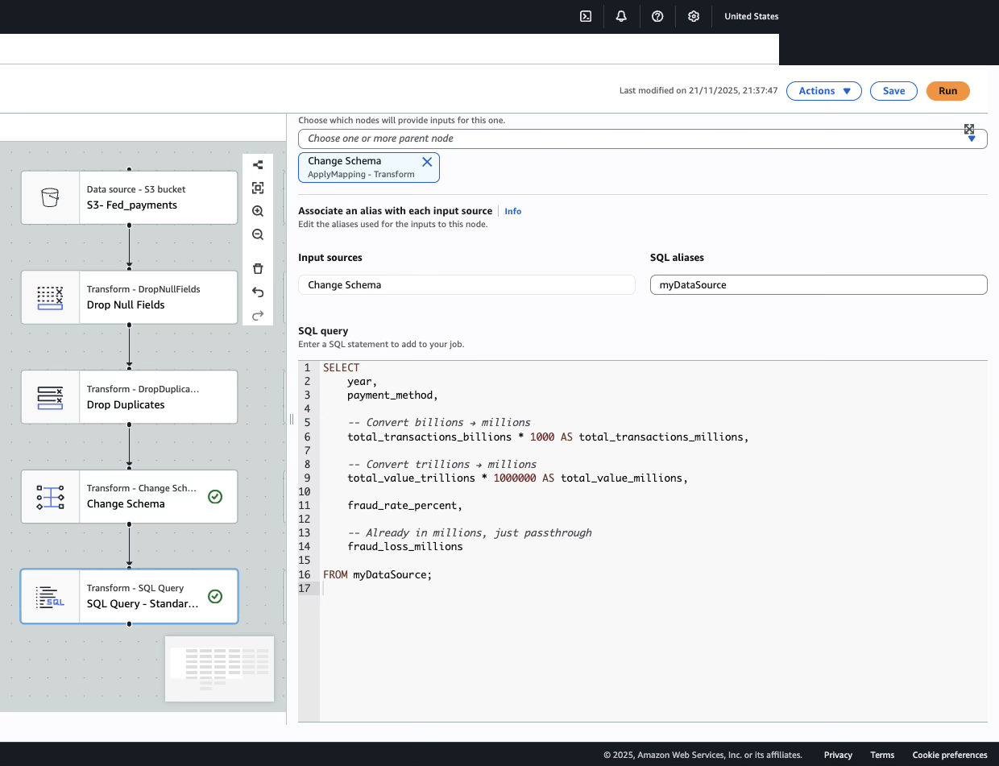 United States
Last modified on 21/11/2025, 21:37:47
Actions
Save
Run
Data source - S3 bucket
S3- Fed_payments
Transform - DropNullFields
Drop Null Fields
Transform - DropDuplica...
Drop Duplicates
Transform - Change Sch...
Change Schema
Transform - SQL Query
SQL
SQL Query - Standar...
Choose which nodes will provide inputs for this one.
Choose one or more parent node
Change Schema
ApplyMapping - Transform
Associate an alias with each input source
Info
Edit the aliases used for the inputs to this node.
Input sources
SQL aliases
Change Schema
myDataSource
SQL query
Enter a SQL statement to add to your job.
1 SELECT
2     year,
3     payment_method,
4
5     -- Convert billions → millions
6     total_transactions_billions * 1000 AS total_transactions_millions,
7
8     -- Convert trillions → millions
9     total_value_trillions * 1000000 AS total_value_millions,
10
11     fraud_rate_percent,
12
13     -- Already in millions, just passthrough
14     fraud_loss_millions
15
16 FROM myDataSource;
17
© 2025, Amazon Web Services, Inc. or its affiliates.
Privacy
Terms
Cookie preferences